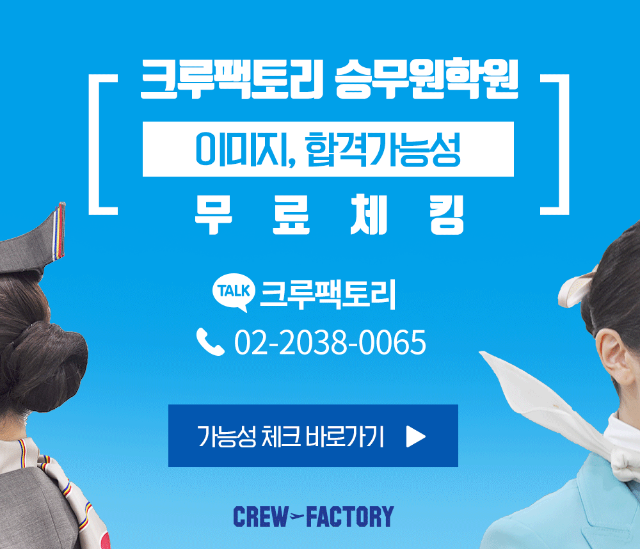 크루팩토리 승무원학원
이미지, 합격가능성
무료체킹
TALK 크루팩토리
02-2038-0065
가능성 체크 바로가기
CREW FACTORY